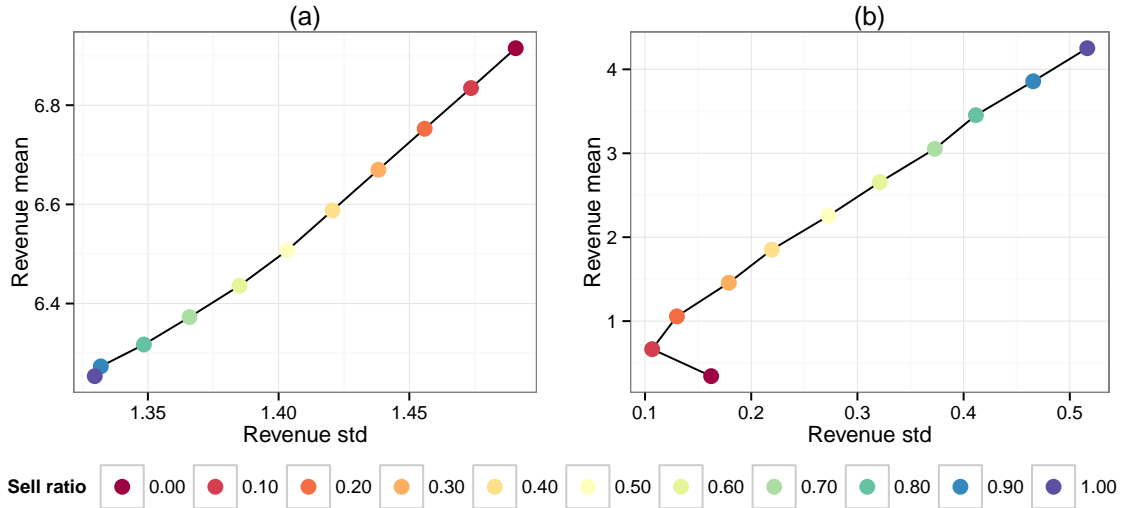 (a)
(b)
Revenue mean
6.8
6.6
6.4
1.35
1.40
1.45
Revenue std
Revenue mean
4
3
2
1
0.1
0.2
0.3
0.4
0.5
Revenue std
Sell ratio 0.00 0.10 0.20 0.30 0.40 0.50 0.60 0.70 0.80 0.90 1.00